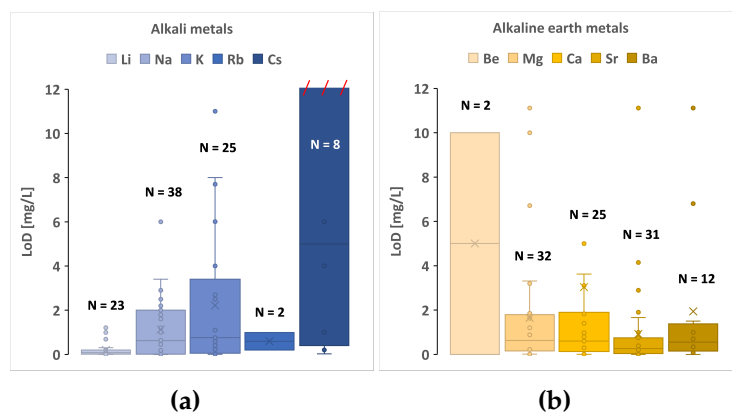 Alkali metals
Li Na K Rb Cs
LoD [mg/L]
12
10
8
6
4
2
0
N = 23
N = 38
N = 25
N = 2
N = 8
(a)
Alkaline earth metals
Be Mg Ca Sr Ba
LoD [mg/L]
12
10
8
6
4
2
0
N = 2
N = 32
N = 25
N = 31
N = 12
(b)